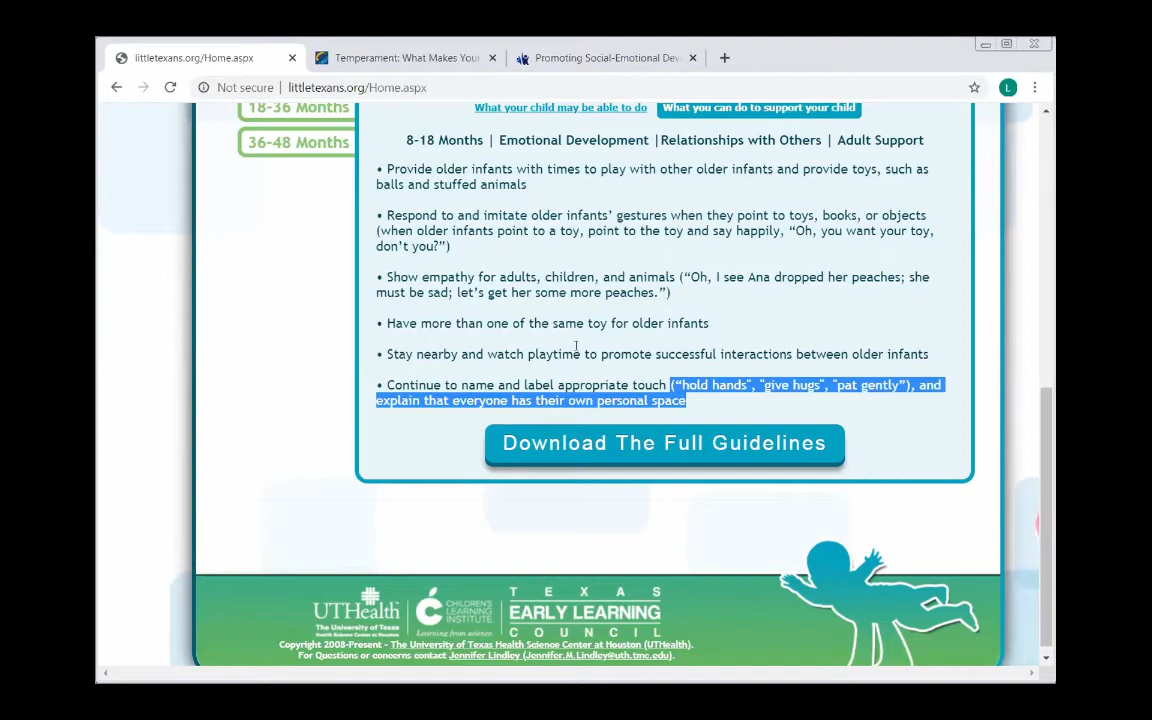 littletexans.org/Home.aspx
Temperament: What Makes You
Promoting Social-Emotional Dev
Not secure | littletexans.org/Home.aspx
L
18-36 Months
36-48 Months
What your child may be able to do
What you can do to support your child
8-18 Months | Emotional Development |Relationships with Others | Adult Support
• Provide older infants with times to play with other older infants and provide toys, such as
balls and stuffed animals
• Respond to and imitate older infants’ gestures when they point to toys, books, or objects
(when older infants point to a toy, point to the toy and say happily, “Oh, you want your toy,
don’t you?”)
• Show empathy for adults, children, and animals (“Oh, I see Ana dropped her peaches; she
must be sad; let’s get her some more peaches.”)
• Have more than one of the same toy for older infants
• Stay nearby and watch playtime to promote successful interactions between older infants
• Continue to name and label appropriate touch (“hold hands", "give hugs", "pat gently”), and
explain that everyone has their own personal space
Download The Full Guidelines
UTHealth
The University of Texas
Health Science Center at Houston
CHILDREN'S
LEARNING
INSTITUTE
Learning from science.
TEXAS
EARLY LEARNING
COUNCIL
Copyright 2008-Present - The University of Texas Health Science Center at Houston (UTHealth).
For Questions or concerns contact Jennifer Lindley (Jennifer.M.Lindley@uth.tmc.edu).